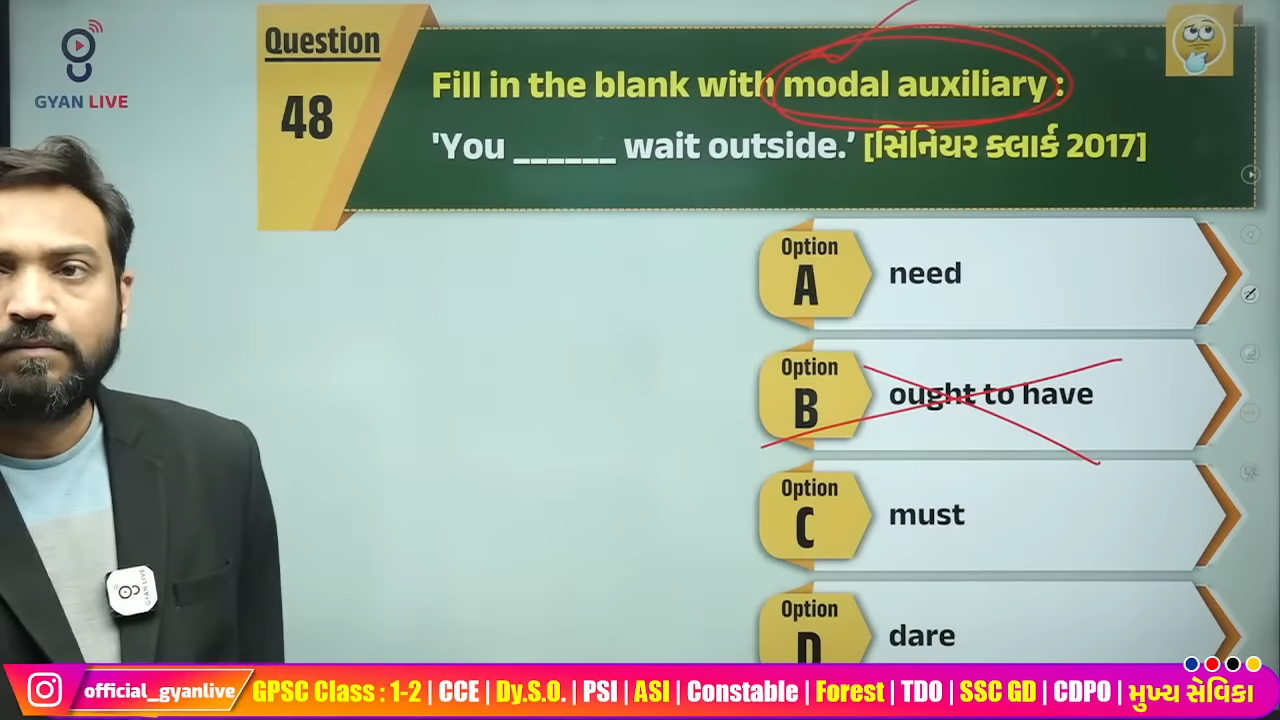 GYAN LIVE
Question
48
Fill in the blank with modal auxiliary :
'You ______ wait outside.’ [સિનિયર ક્લાર્ક 2017]
Option
A
need
Option
B
ought to have
Option
C
must
Option
D
dare
GYAN LIVE
official_gyanlive
GPSC Class : 1-2 | CCE | Dy.S.O. | PSI | ASI | Constable | Forest | TDO | SSC GD | CDPO | મુખ્ય સેવિકા